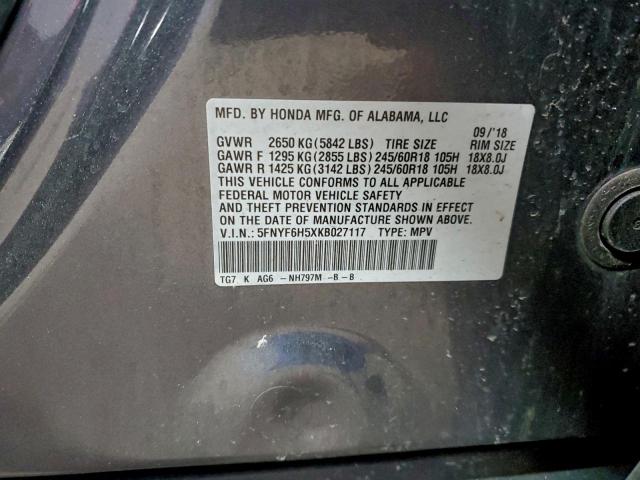 MFD. BY HONDA MFG. OF ALABAMA, LLC 09/'18
GVWR 2650 KG(5842 LBS) TIRE SIZE RIM SIZE
GAWR F 1295 KG(2855 LBS) 245/60R18 105H 18X8.0J
GAWR R 1425 KG(3142 LBS) 245/60R18 105H 18X8.0J
THIS VEHICLE CONFORMS TO ALL APPLICABLE
FEDERAL MOTOR VEHICLE SAFETY, BUMPER,
AND THEFT PREVENTION STANDARDS IN EFFECT
ON THE DATE OF MANUFACTURE SHOWN ABOVE.
V.I.N.: 5FNYF6H5XKB027117 TYPE: MPV
TG7 K AG6 -NH797M -B-B